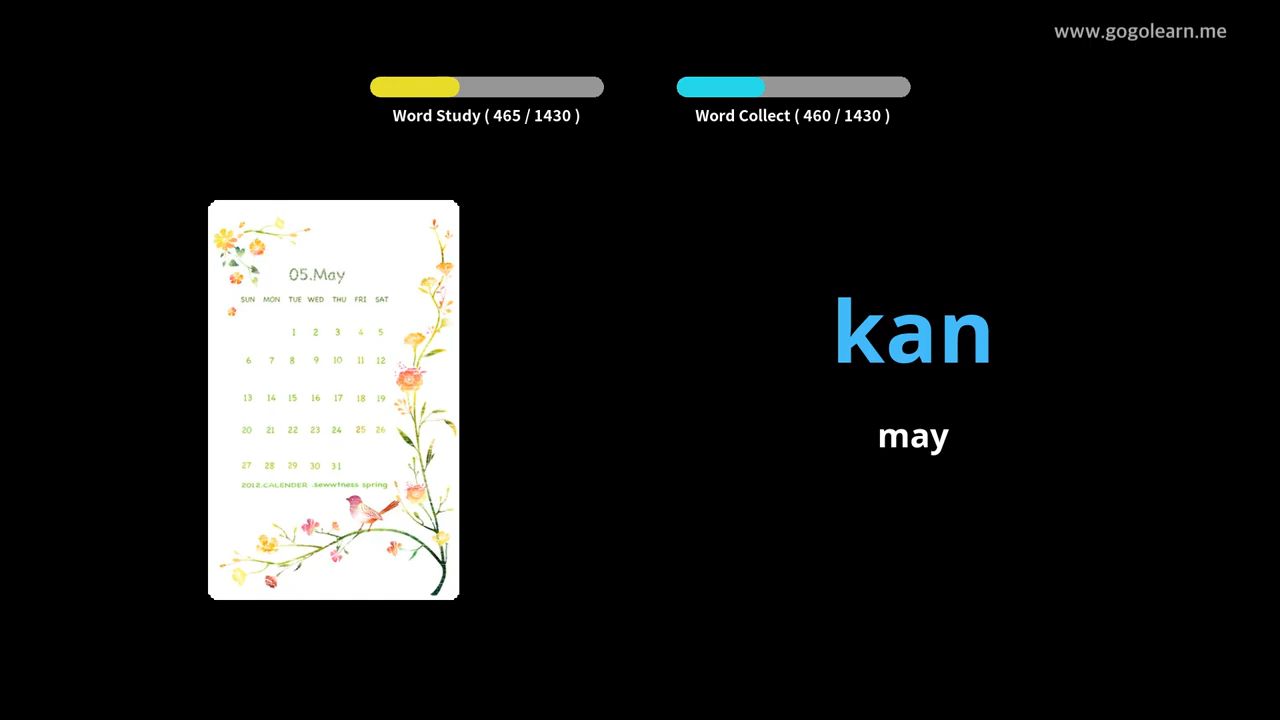 www.gogolearn.me
Word Study ( 465 / 1430 )
Word Collect ( 460 / 1430 )
05.May
SUN MON TUE WED THU FRI SAT
1 2 3 4 5
6 7 8 9 10 11 12
13 14 15 16 17 18 19
20 21 22 23 24 25 26
27 28 29 30 31
2012.CALENDER .sewwtness spring
kan
may